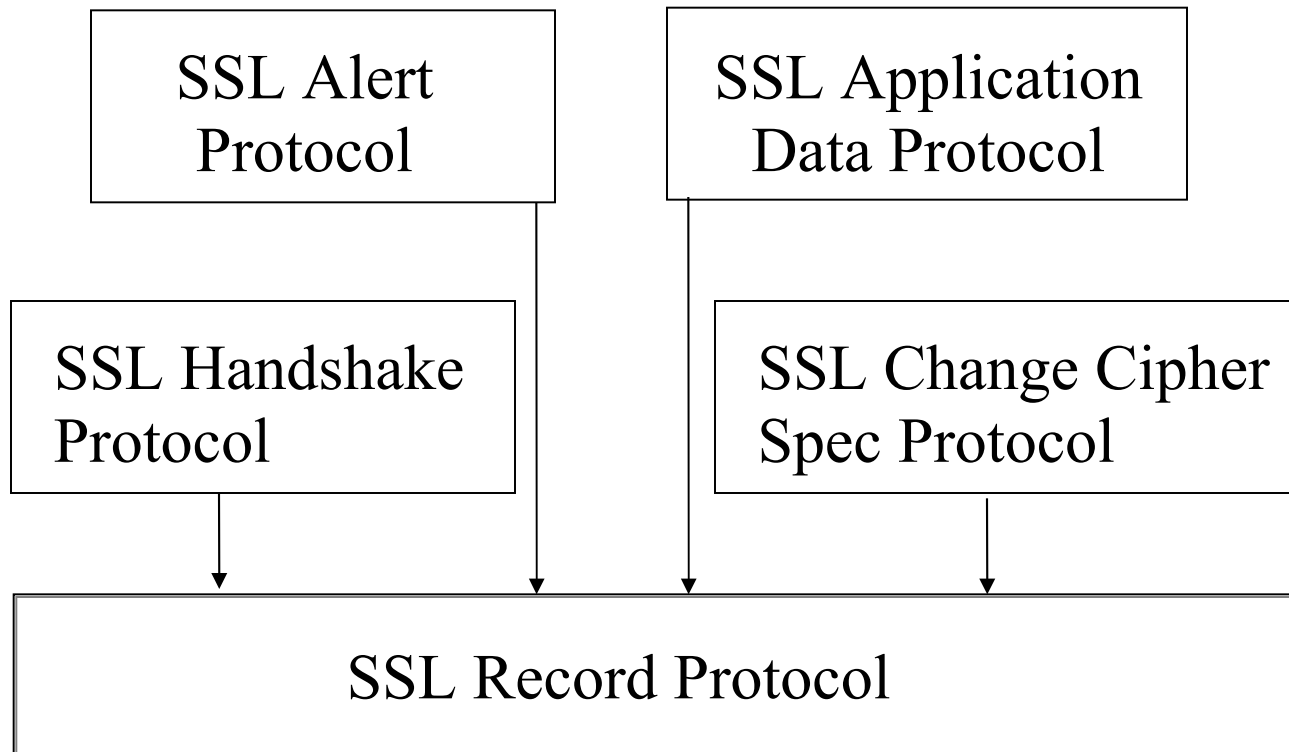 SSL Alert
Protocol
SSL Application
Data Protocol
SSL Handshake
Protocol
SSL Change Cipher
Spec Protocol
SSL Record Protocol